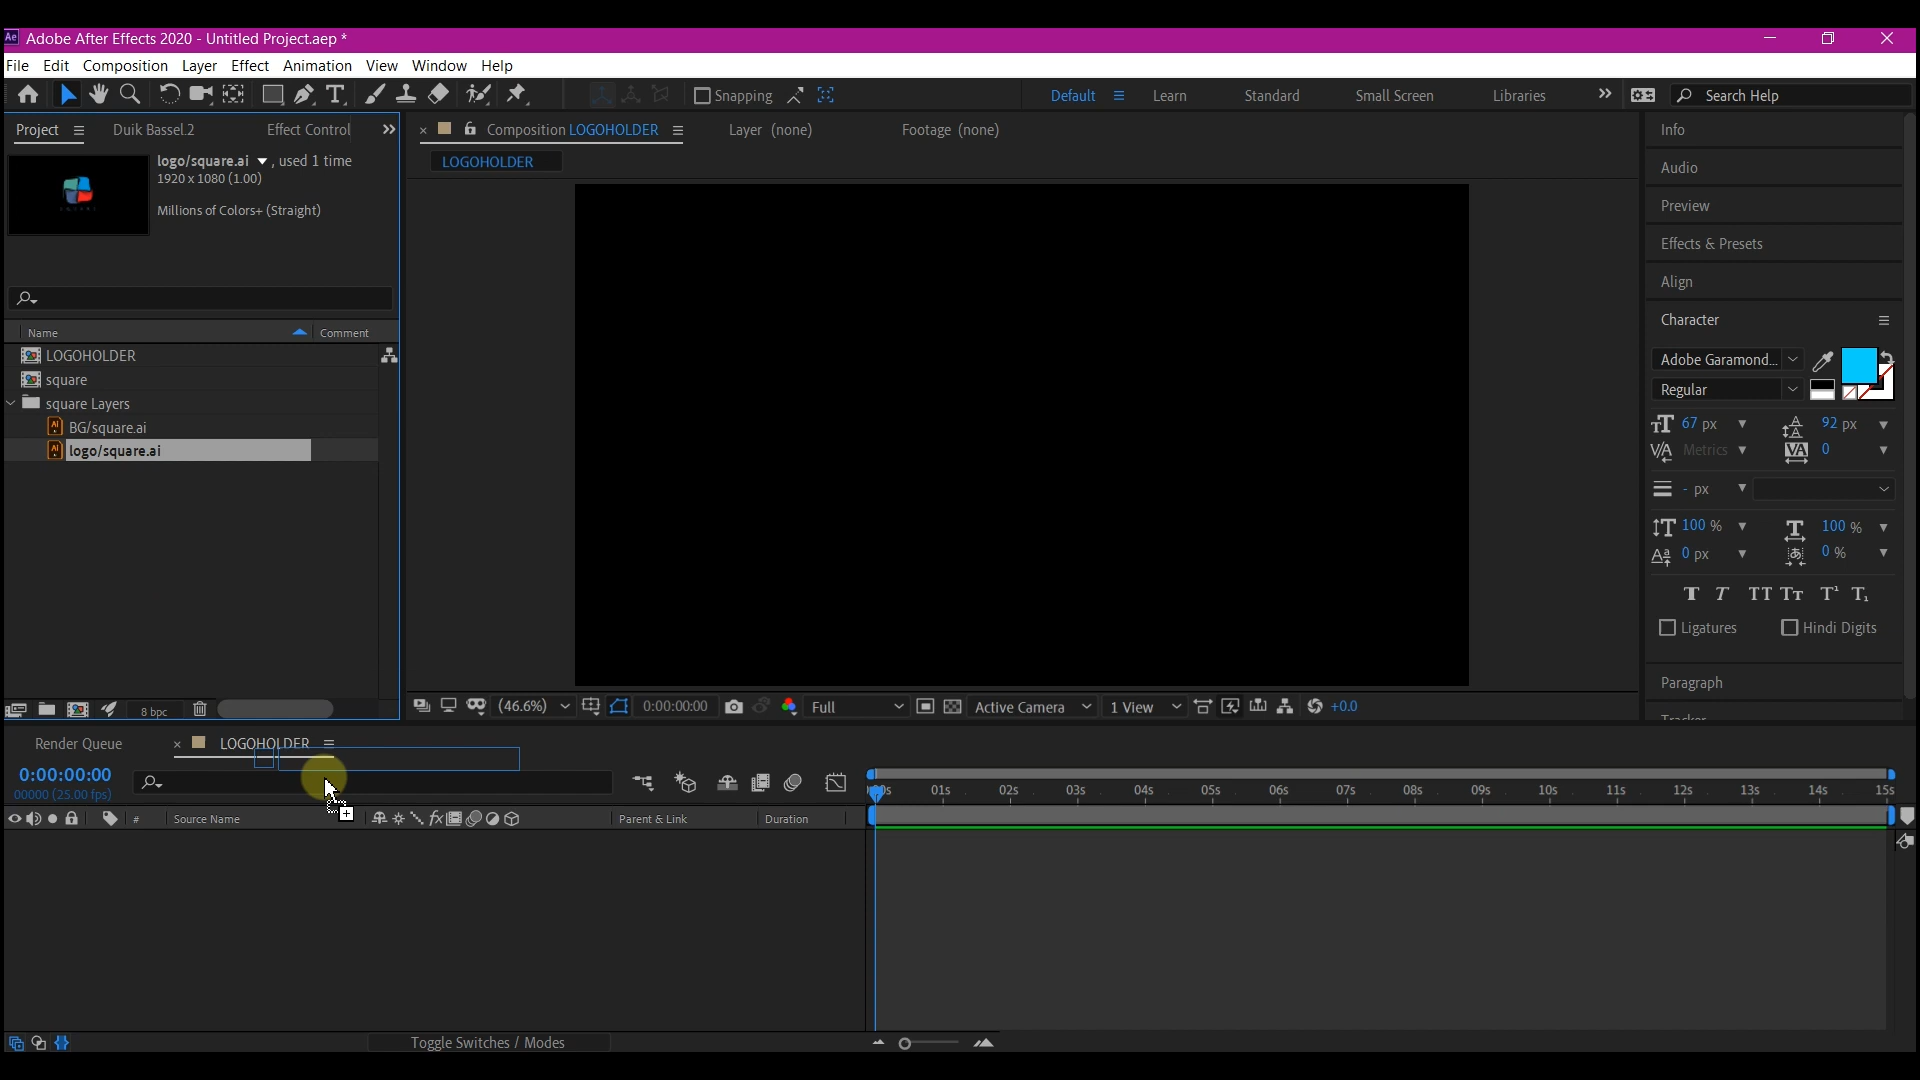 Ae Adobe After Effects 2020 - Untitled Project.aep *
File Edit Composition Layer Effect Animation View Window Help
Snapping Default Learn Standard Small Screen Libraries Search Help
Project Duik Bassel.2 Effect Control
logo/square.ai , used 1 time
1920 x 1080 (1.00)
Millions of Colors+ (Straight)
Name Comment
LOGOHOLDER
square
square Layers
BG/square.ai
logo/square.ai
8 bpc
Composition LOGOHOLDER Layer (none) Footage (none)
LOGOHOLDER
(46.6%) 0:00:00:00 Full Active Camera 1 View +0.0
Info
Audio
Preview
Effects & Presets
Align
Character
Adobe Garamond...
Regular
67 px 92 px
Metrics 0
- px
100 % 100 %
0 px 0 %
T T TT TT T¹ T₁
Ligatures Hindi Digits
Paragraph
Render Queue LOGOHOLDER
0:00:00:00
00000 (25.00 fps)
# Source Name Parent & Link Duration
01s 02s 03s 04s 05s 06s 07s 08s 09s 10s 11s 12s 13s 14s 15s
Toggle Switches / Modes